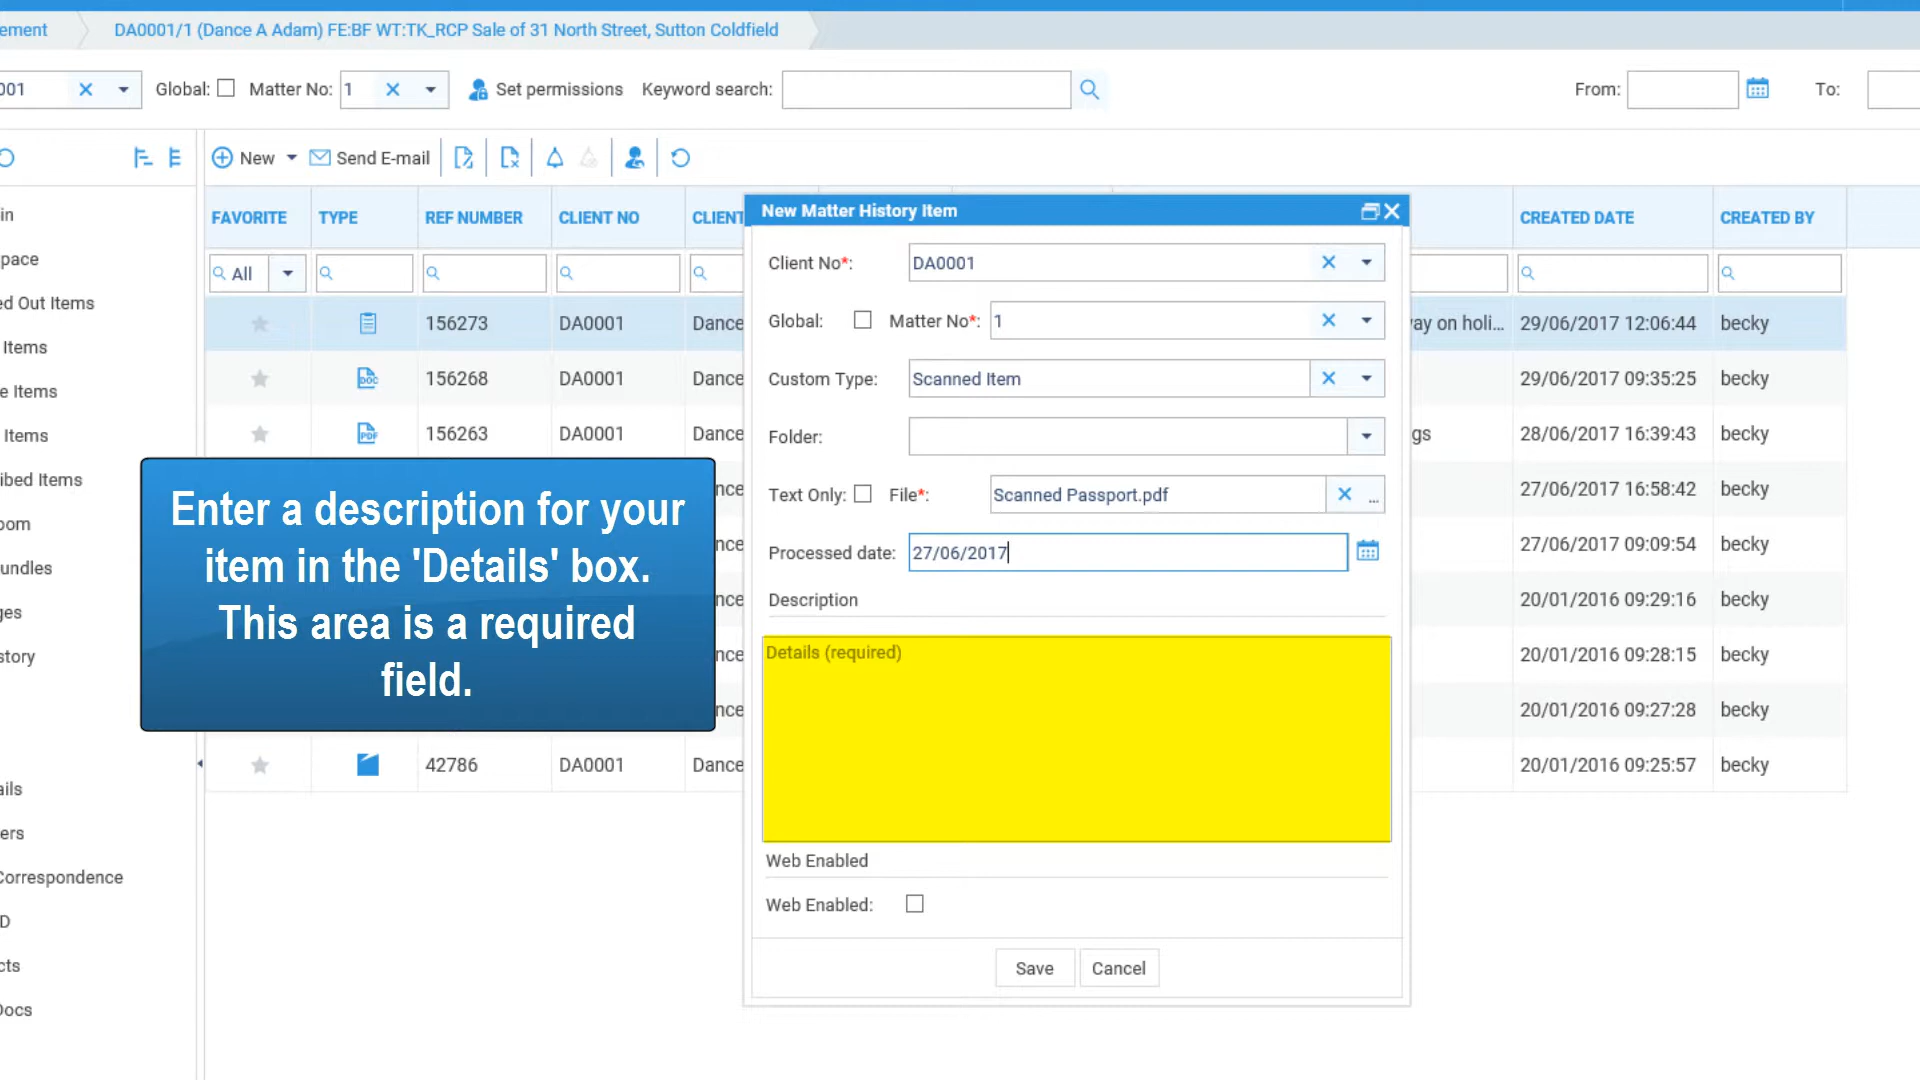 ement
DA0001/1 (Dance A Adam) FE:BF WT:TK_RCP Sale of 31 North Street, Sutton Coldfield
001
Global:
Matter No:
1
Set permissions
Keyword search:
From:
To:
New
Send E-mail
FAVORITE
TYPE
REF NUMBER
CLIENT NO
CLIENT
CREATED DATE
CREATED BY
All
156273
DA0001
Dance
ay on holi...
29/06/2017 12:06:44
becky
156268
DA0001
Dance
29/06/2017 09:35:25
becky
156263
DA0001
Dance
gs
28/06/2017 16:39:43
becky
nce
27/06/2017 16:58:42
becky
nce
27/06/2017 09:09:54
becky
nce
20/01/2016 09:29:16
becky
nce
20/01/2016 09:28:15
becky
nce
20/01/2016 09:27:28
becky
42786
DA0001
Dance
20/01/2016 09:25:57
becky
in
pace
ed Out Items
Items
e Items
Items
ibed Items
oom
undles
ges
story
ails
ers
Correspondence
D
cts
Docs
Enter a description for your
item in the 'Details' box.
This area is a required
field.
New Matter History Item
Client No*:
DA0001
Global:
Matter No*:
1
Custom Type:
Scanned Item
Folder:
Text Only:
File*:
Scanned Passport.pdf
...
Processed date:
27/06/2017
Description
Details (required)
Web Enabled
Web Enabled:
Save
Cancel
DOC
PDF